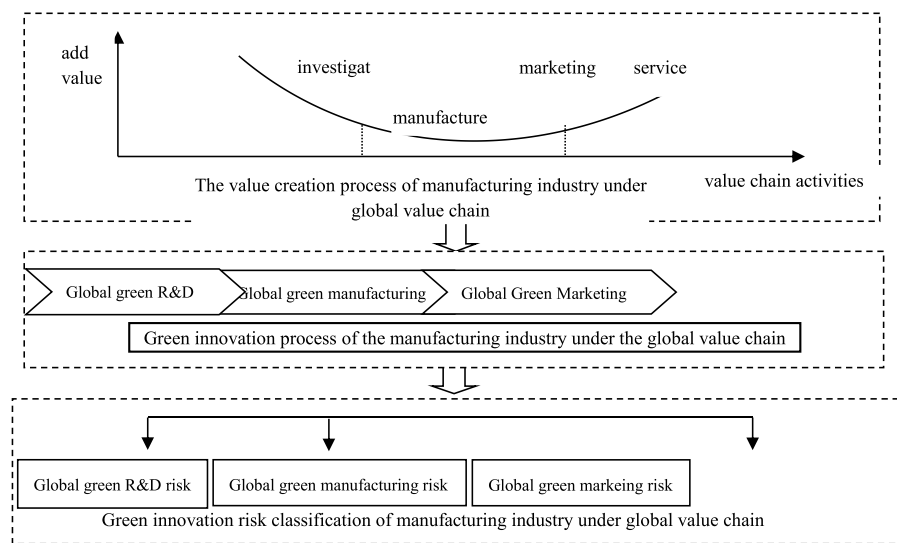 add
value
investigat
marketing
service
manufacture
value chain activities
The value creation process of manufacturing industry under
global value chain
Global green R&D
Global green manufacturing
Global Green Marketing
Green innovation process of the manufacturing industry under the global value chain
Global green R&D risk
Global green manufacturing risk
Global green markeing risk
Green innovation risk classification of manufacturing industry under global value chain